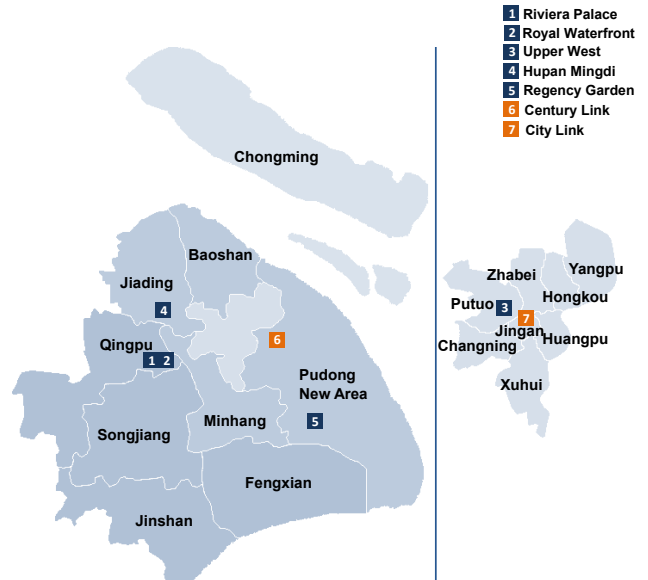 1 Riviera Palace
2 Royal Waterfront
3 Upper West
4 Hupan Mingdi
5 Regency Garden
6 Century Link
7 City Link
Chongming
Baoshan
Jiading
4
Qingpu
1 2
6
Pudong
New Area
5
Minhang
Songjiang
Fengxian
Jinshan
Yangpu
Zhabei
Hongkou
Putuo
3
7
Jingan
Huangpu
Changning
Xuhui